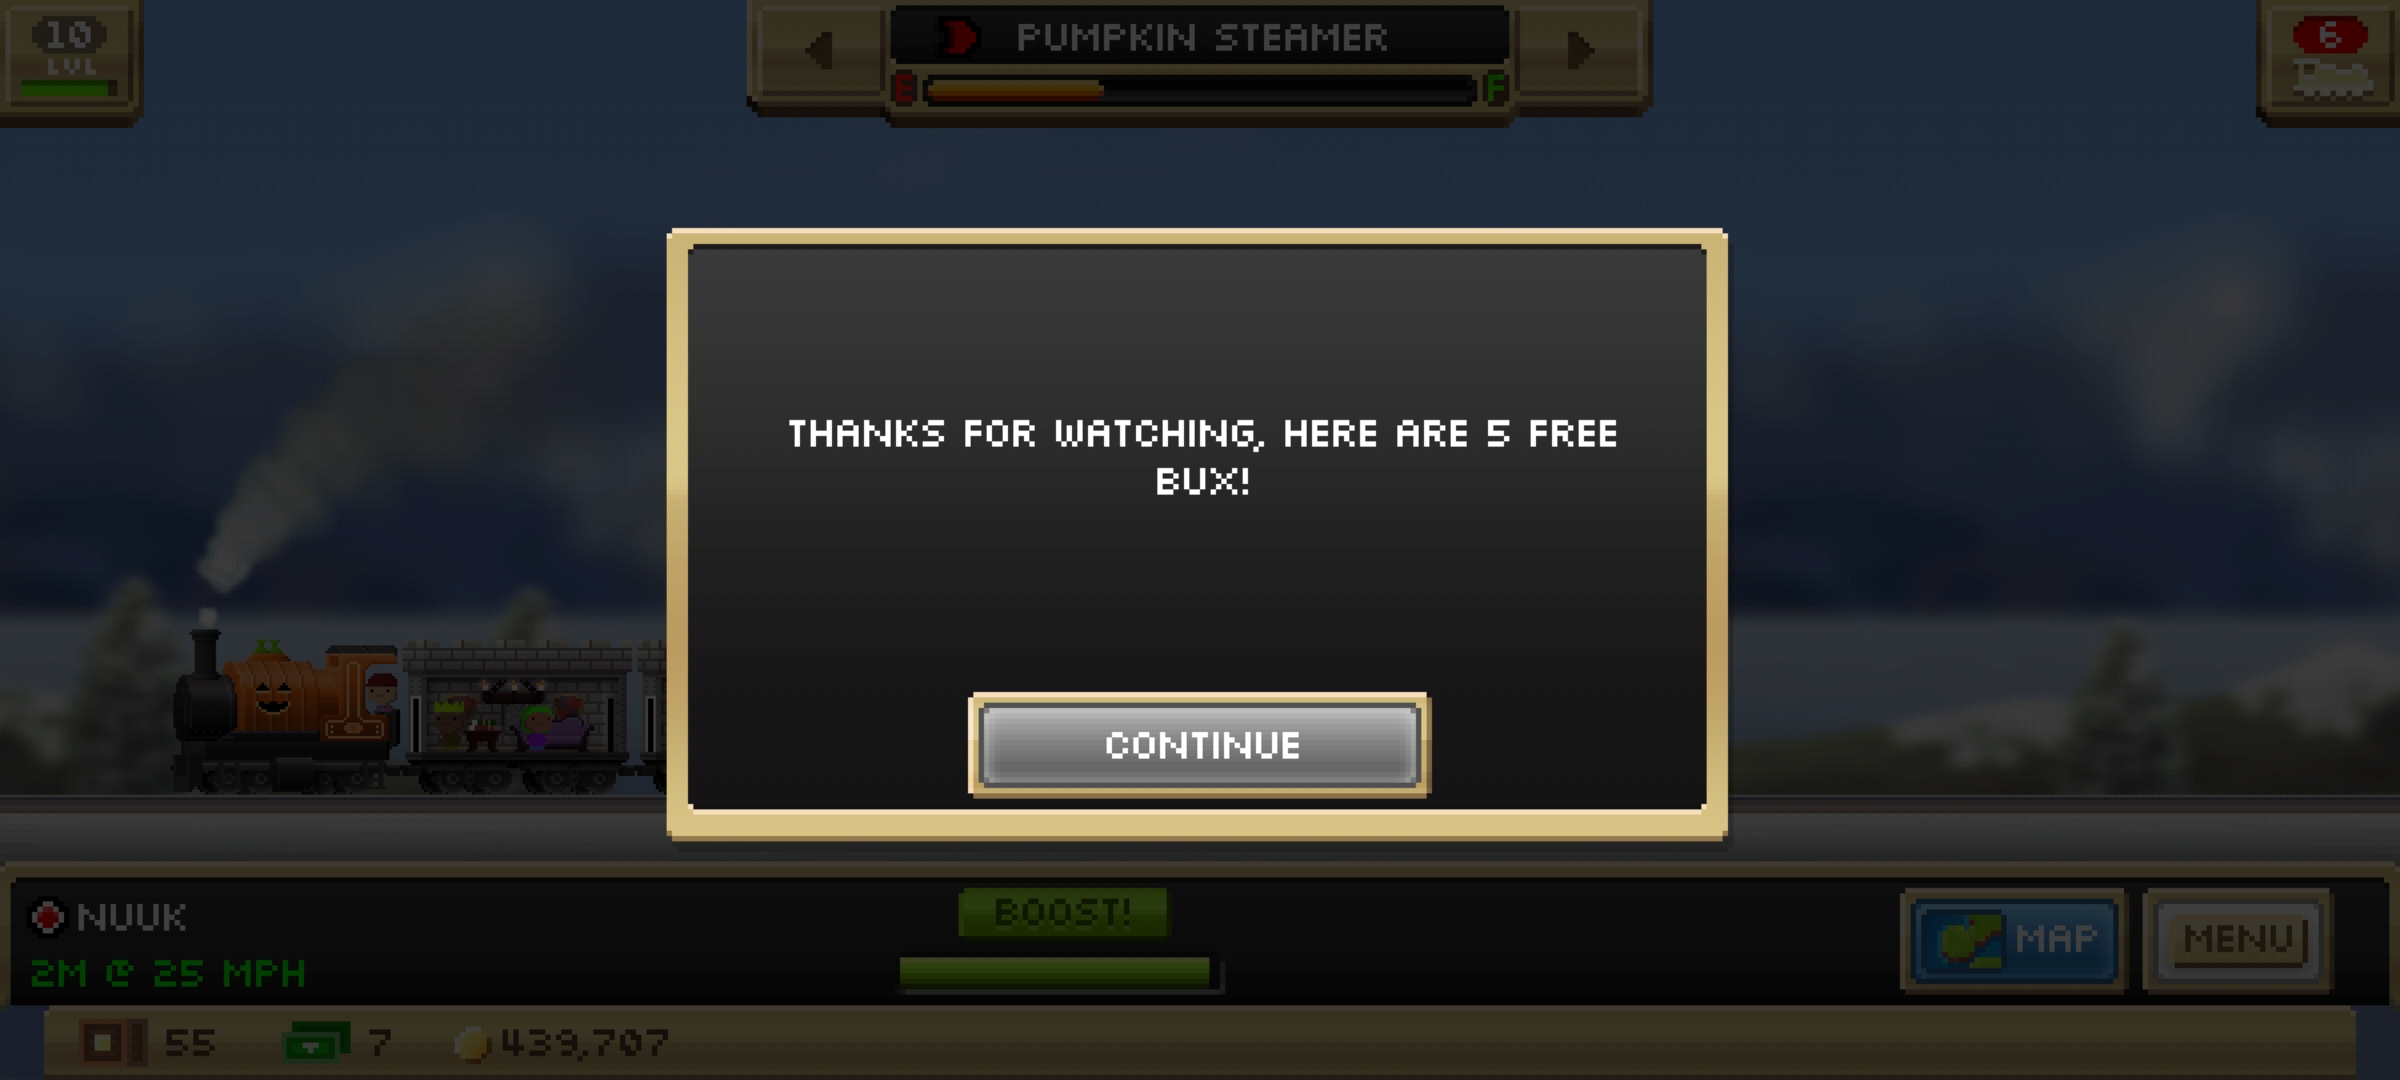 10
LVL
PUMPKIN STEAMER
E F
6
THANKS FOR WATCHING, HERE ARE 5 FREE
BUX!
CONTINUE
NUUK
2M @ 25 MPH
BOOST!
MAP
MENU
55 7 439,707